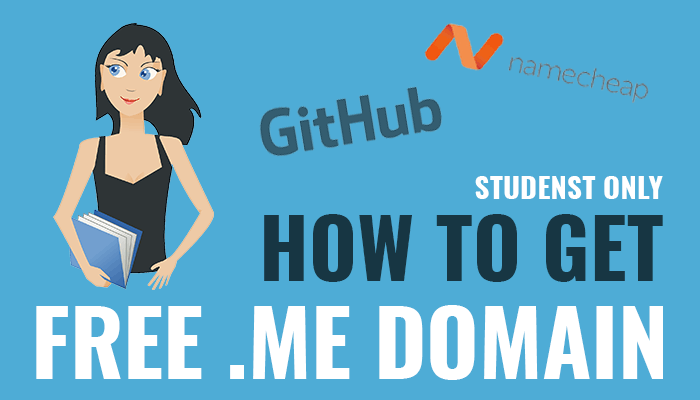 namecheap
GitHub
STUDENST ONLY
HOW TO GET
FREE .ME DOMAIN